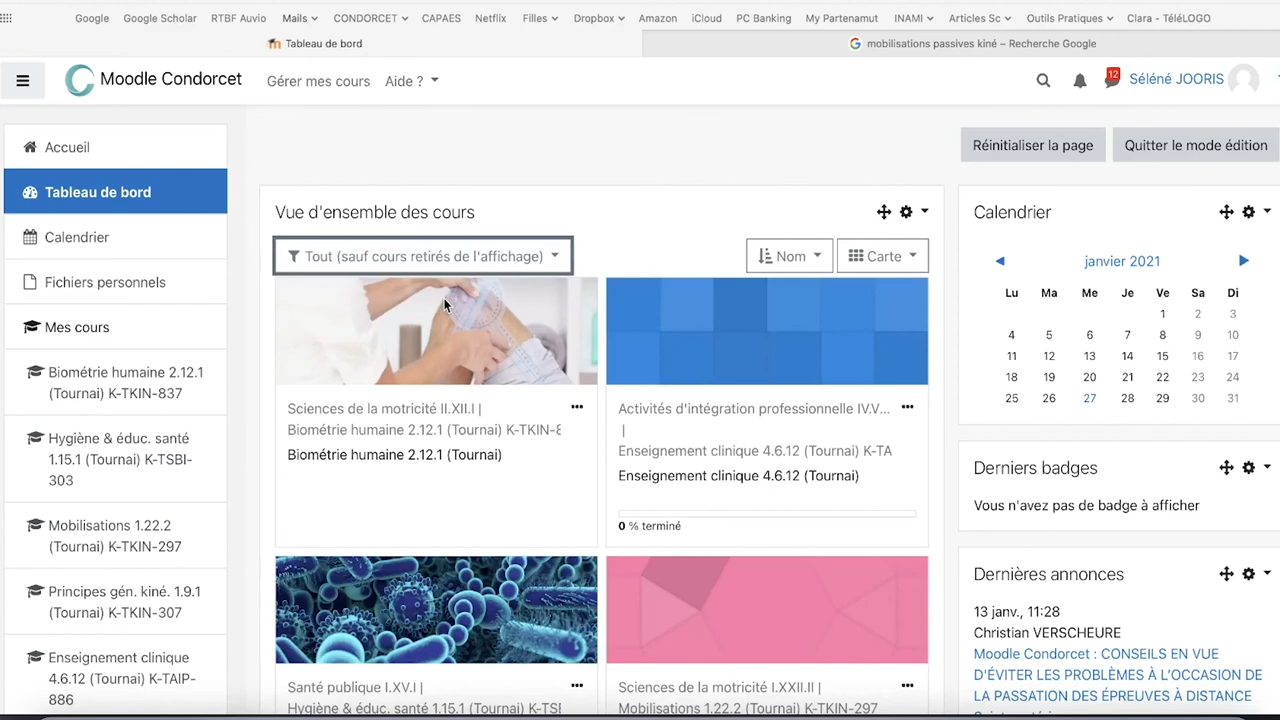 Google Google Scholar RTBF Auvio Mails CONDORCET CAPAES Netflix Filles Dropbox Amazon iCloud PC Banking My Partenamut INAMI Articles Sc Outils Pratiques Clara - TéléLOGO
Tableau de bord
mobilisations passives kiné – Recherche Google
Moodle Condorcet Gérer mes cours Aide ? 12 Séléné JOORIS
Réinitialiser la page Quitter le mode édition
Accueil
Tableau de bord
Calendrier
Fichiers personnels
Mes cours
Biométrie humaine 2.12.1
(Tournai) K-TKIN-837
Hygiène & éduc. santé
1.15.1 (Tournai) K-TSBI-
303
Mobilisations 1.22.2
(Tournai) K-TKIN-297
Principes gén. kiné. 1.9.1
(Tournai) K-TKIN-307
Enseignement clinique
4.6.12 (Tournai) K-TAIP-
886
Vue d'ensemble des cours
Tout (sauf cours retirés de l'affichage) Nom Carte
Sciences de la motricité II.XII.I |
Biométrie humaine 2.12.1 (Tournai) K-TKIN-8
Biométrie humaine 2.12.1 (Tournai)
Activités d'intégration professionnelle IV.V...
|
Enseignement clinique 4.6.12 (Tournai) K-TA
Enseignement clinique 4.6.12 (Tournai)
0 % terminé
Santé publique I.XV.I |
Hygiène & éduc. santé 1.15.1 (Tournai) K-TSI
Sciences de la motricité I.XXII.II |
Mobilisations 1.22.2 (Tournai) K-TKIN-297
Calendrier
janvier 2021
Lu Ma Me Je Ve Sa Di
1 2 3
4 5 6 7 8 9 10
11 12 13 14 15 16 17
18 19 20 21 22 23 24
25 26 27 28 29 30 31
Derniers badges
Vous n'avez pas de badge à afficher
Dernières annonces
13 janv., 11:28
Christian VERSCHEURE
Moodle Condorcet : CONSEILS EN VUE
D'ÉVITER LES PROBLÈMES À L'OCCASION DE
LA PASSATION DES ÉPREUVES À DISTANCE